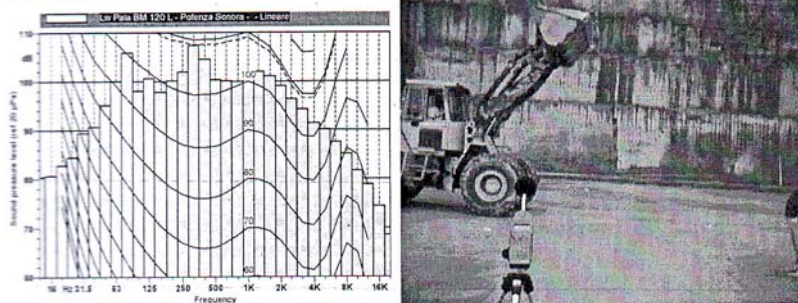 Lw Pala BM 120 L - Potenza Sonora - - Lineare
Sound pressure level (ref 20 µPa)
110
100
90
80
70
60
100
90
80
70
60
16 Hz 31.5 63 125 250 500 1K 2K 4K 8K 16K
Frequency